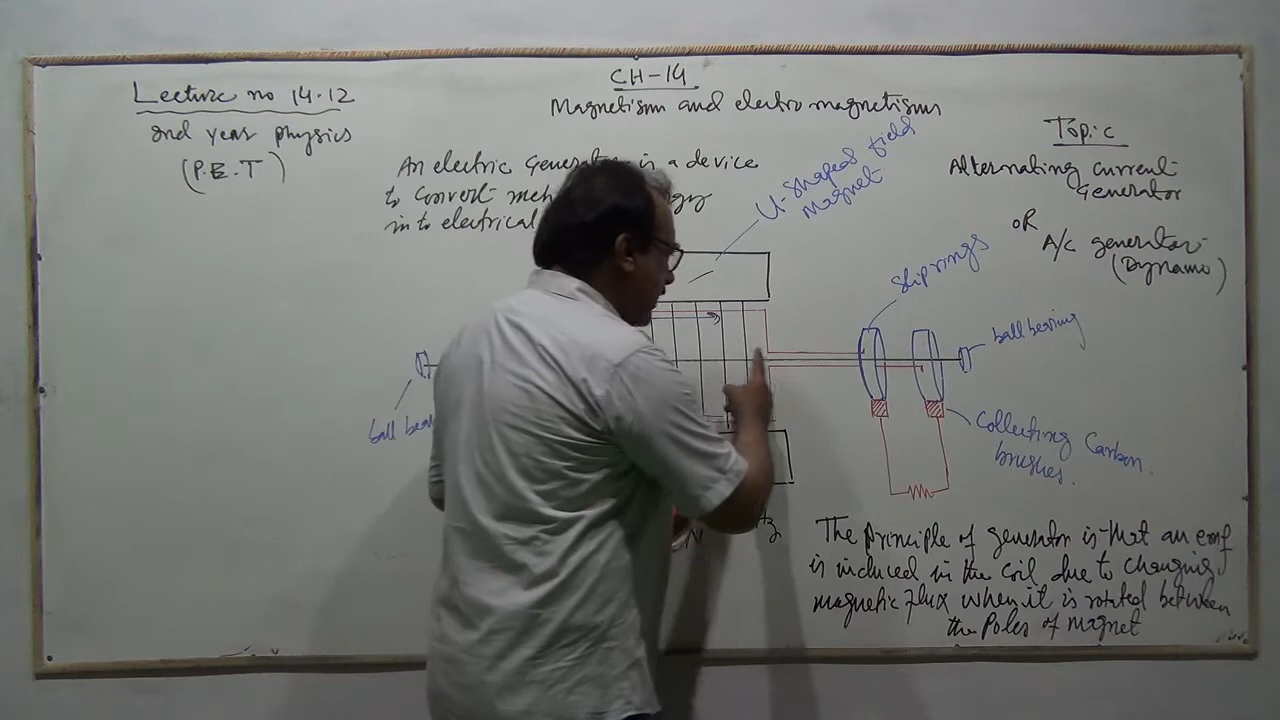 Lecture no 14.12
2nd year physics
(P.B.T)
CH-14
Magnetism and electro magnetism
Topic
Alternating current
Generator
OR
A/C generator
(Dynamo)
An electric Generator is a device
to convert
in to electrical
U-shaped field
magnet
Slip rings
ball bearing
ball bear
Collecting Carbon
brushes.
N
The principle of generator is that an emf
is induced in the coil due to changing
magnetic flux when it is rotated between
the Poles of magnet